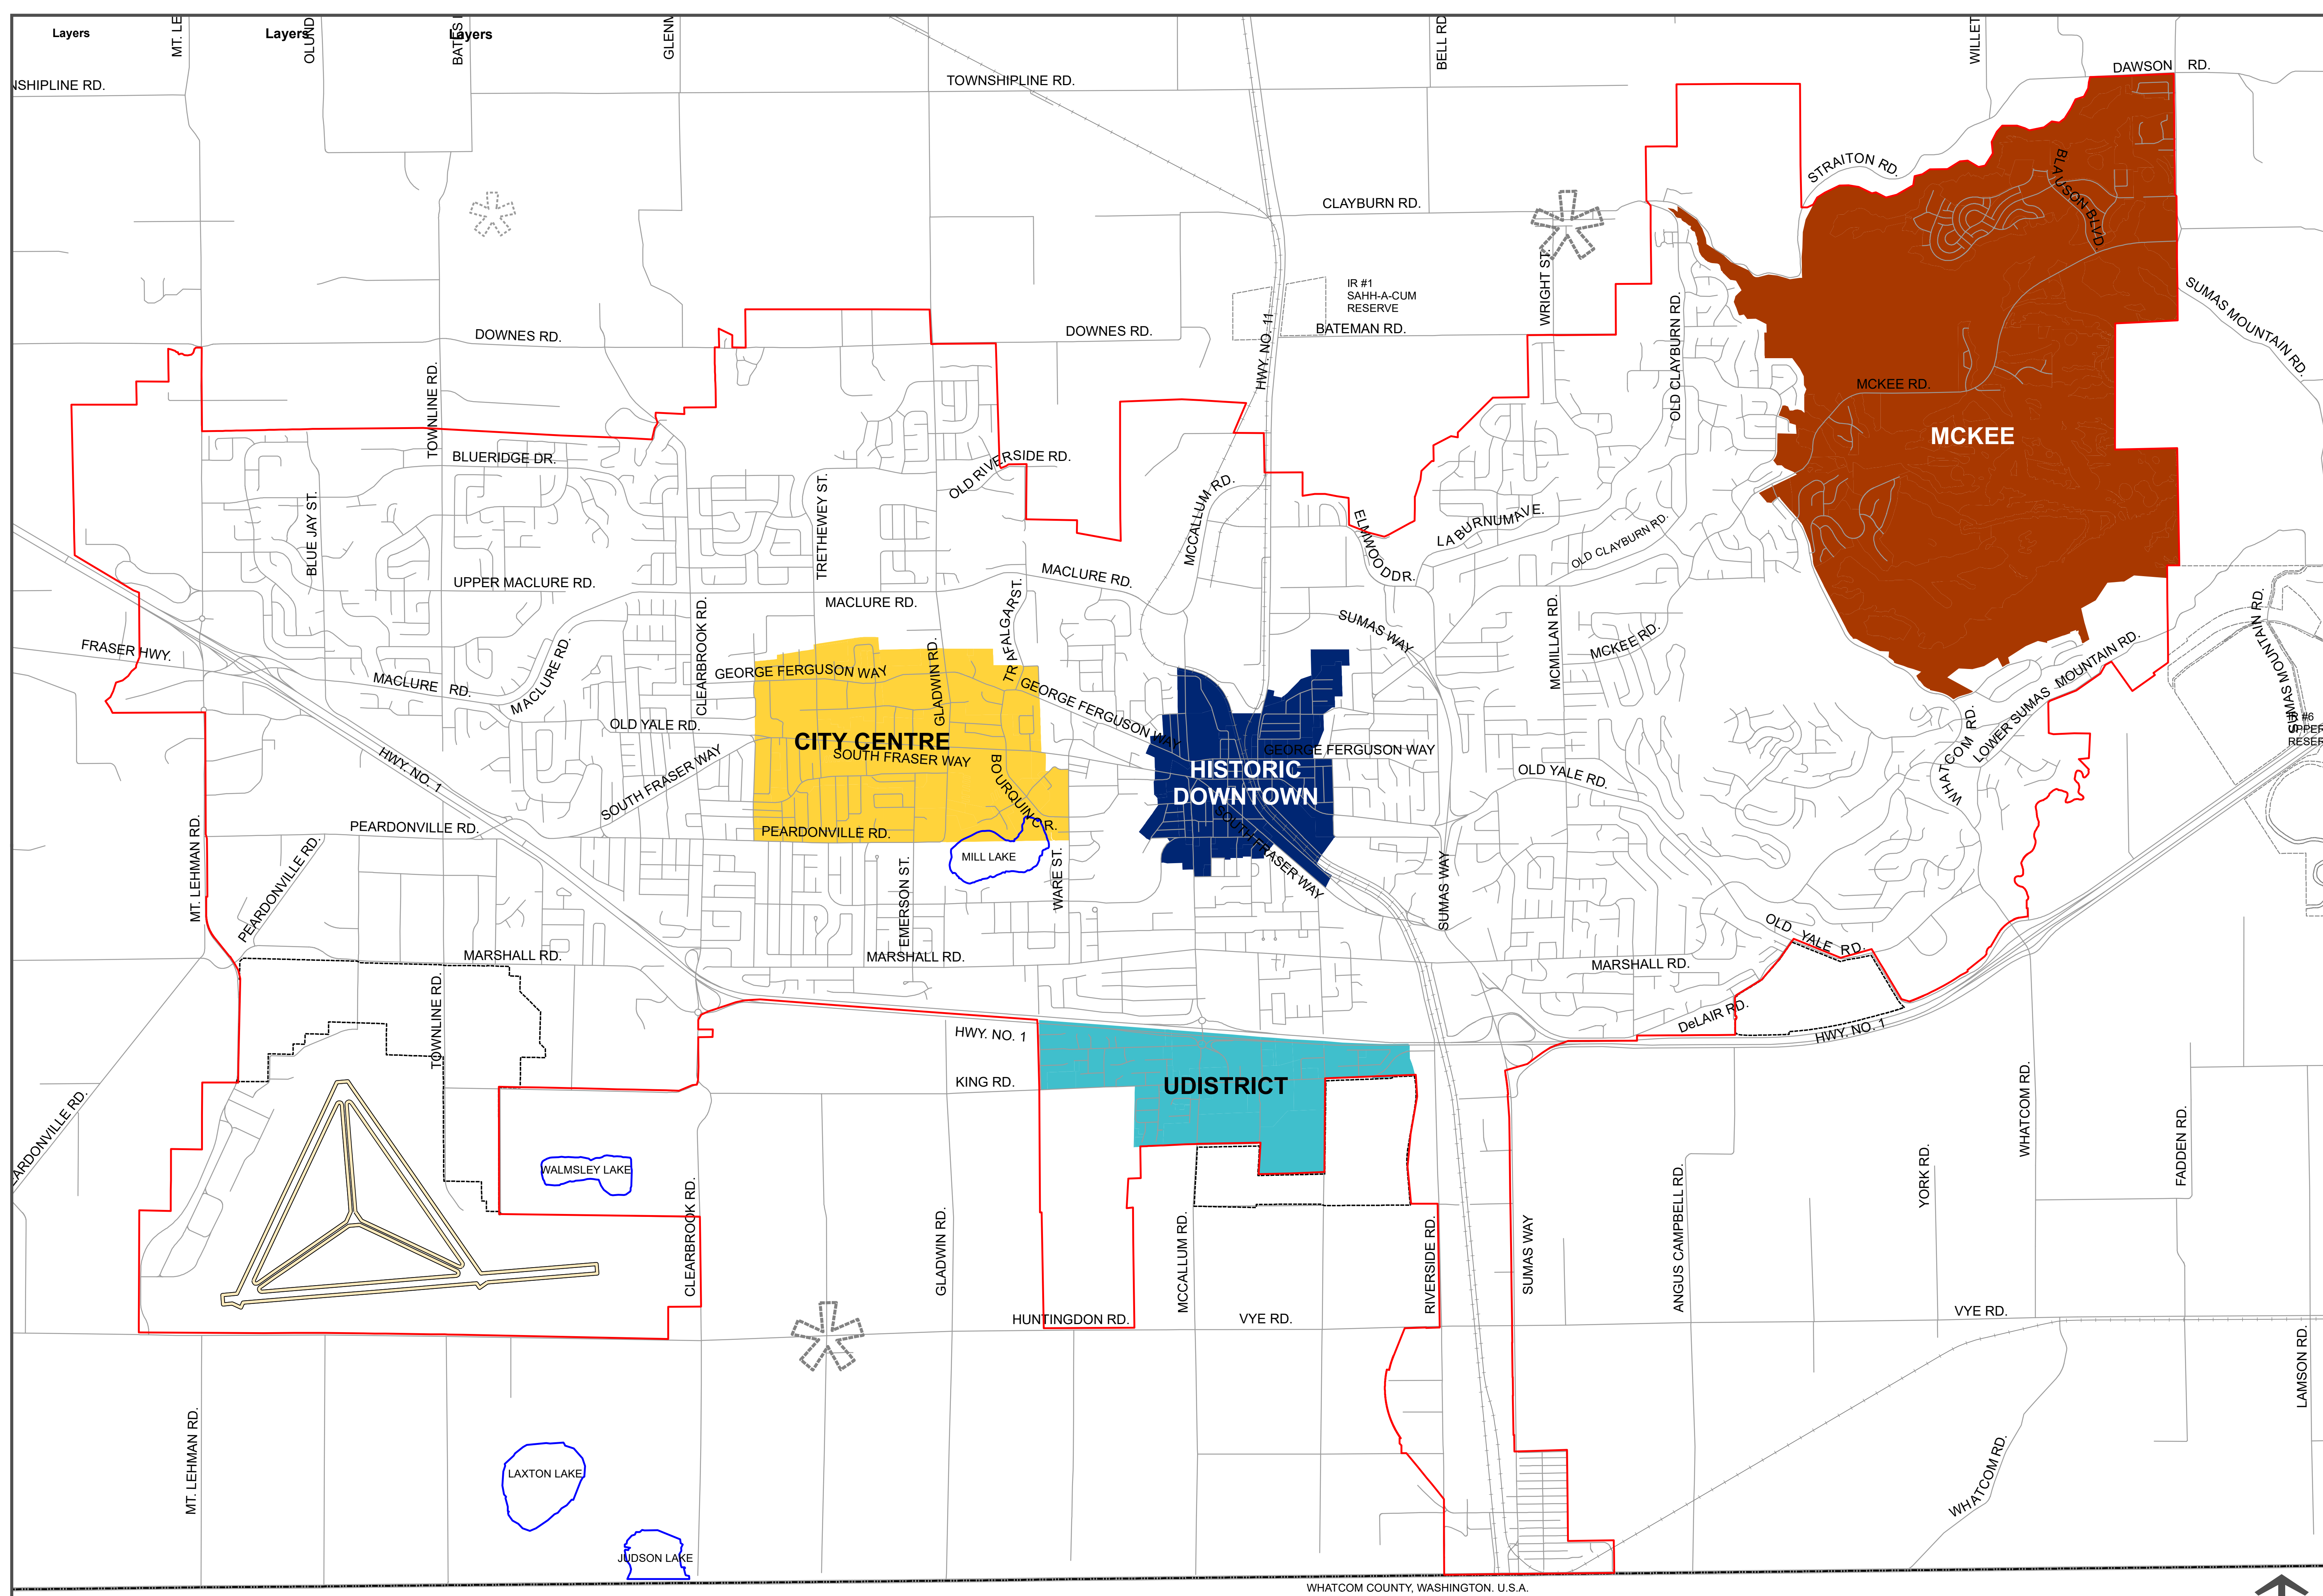 Layers
Layers
Layers
MT. LE
OLUND
BATES
GLENN
BELL RD
WILLET
NSHIPLINE RD.
TOWNSHIPLINE RD.
DAWSON RD.
STRAITON RD.
BLAUSON BLVD.
CLAYBURN RD.
WRIGHT ST.
OLD CLAYBURN RD.
SUMAS MOUNTAIN RD.
IR #1
SAHH-A-CUM
RESERVE
HWY. NO. 11
BATEMAN RD.
DOWNES RD.
DOWNES RD.
TOWNLINE RD.
MCKEE RD.
MCKEE
BLUERIDGE DR.
OLD RIVERSIDE RD.
TRETHEWEY ST.
BLUE JAY ST.
MCCALLUM RD.
ELMWOOD DR.
LABURNUM AVE.
OLD CLAYBURN RD.
UPPER MACLURE RD.
MACLURE RD.
MACLURE RD.
TRAFALGAR ST.
CLEARBROOK RD.
SUMAS WAY
MCMILLAN RD.
MCKEE RD.
FRASER HWY.
MACLURE RD.
MACLURE RD.
GEORGE FERGUSON WAY
GLADWIN RD.
GEORGE FERGUSON WAY
GEORGE FERGUSON WAY
OLD YALE RD.
SOUTH FRASER WAY
CITY CENTRE
SOUTH FRASER WAY
BOURQUIN CR.
HISTORIC
DOWNTOWN
SOUTH FRASER WAY
OLD YALE RD.
WHATCOM RD.
LOWER SUMAS MOUNTAIN RD.
SUMAS MOUNTAIN RD.
IR #6
UPPER
RESER
HWY. NO. 1
MT. LEHMAN RD.
PEARDONVILLE RD.
PEARDONVILLE RD.
PEARDONVILLE RD.
MILL LAKE
WARE ST.
EMERSON ST.
SUMAS WAY
OLD YALE RD.
MARSHALL RD.
MARSHALL RD.
MARSHALL RD.
TOWNLINE RD.
HWY. NO. 1
DeLAIR RD.
HWY. NO. 1
KING RD.
UDISTRICT
ARDONVILLE RD.
WALMSLEY LAKE
CLEARBROOK RD.
GLADWIN RD.
MCCALLUM RD.
RIVERSIDE RD.
SUMAS WAY
ANGUS CAMPBELL RD.
YORK RD.
WHATCOM RD.
FADDEN RD.
HUNTINGDON RD.
VYE RD.
VYE RD.
LAMSON RD.
MT. LEHMAN RD.
LAXTON LAKE
JUDSON LAKE
WHATCOM RD.
WHATCOM COUNTY, WASHINGTON. U.S.A.